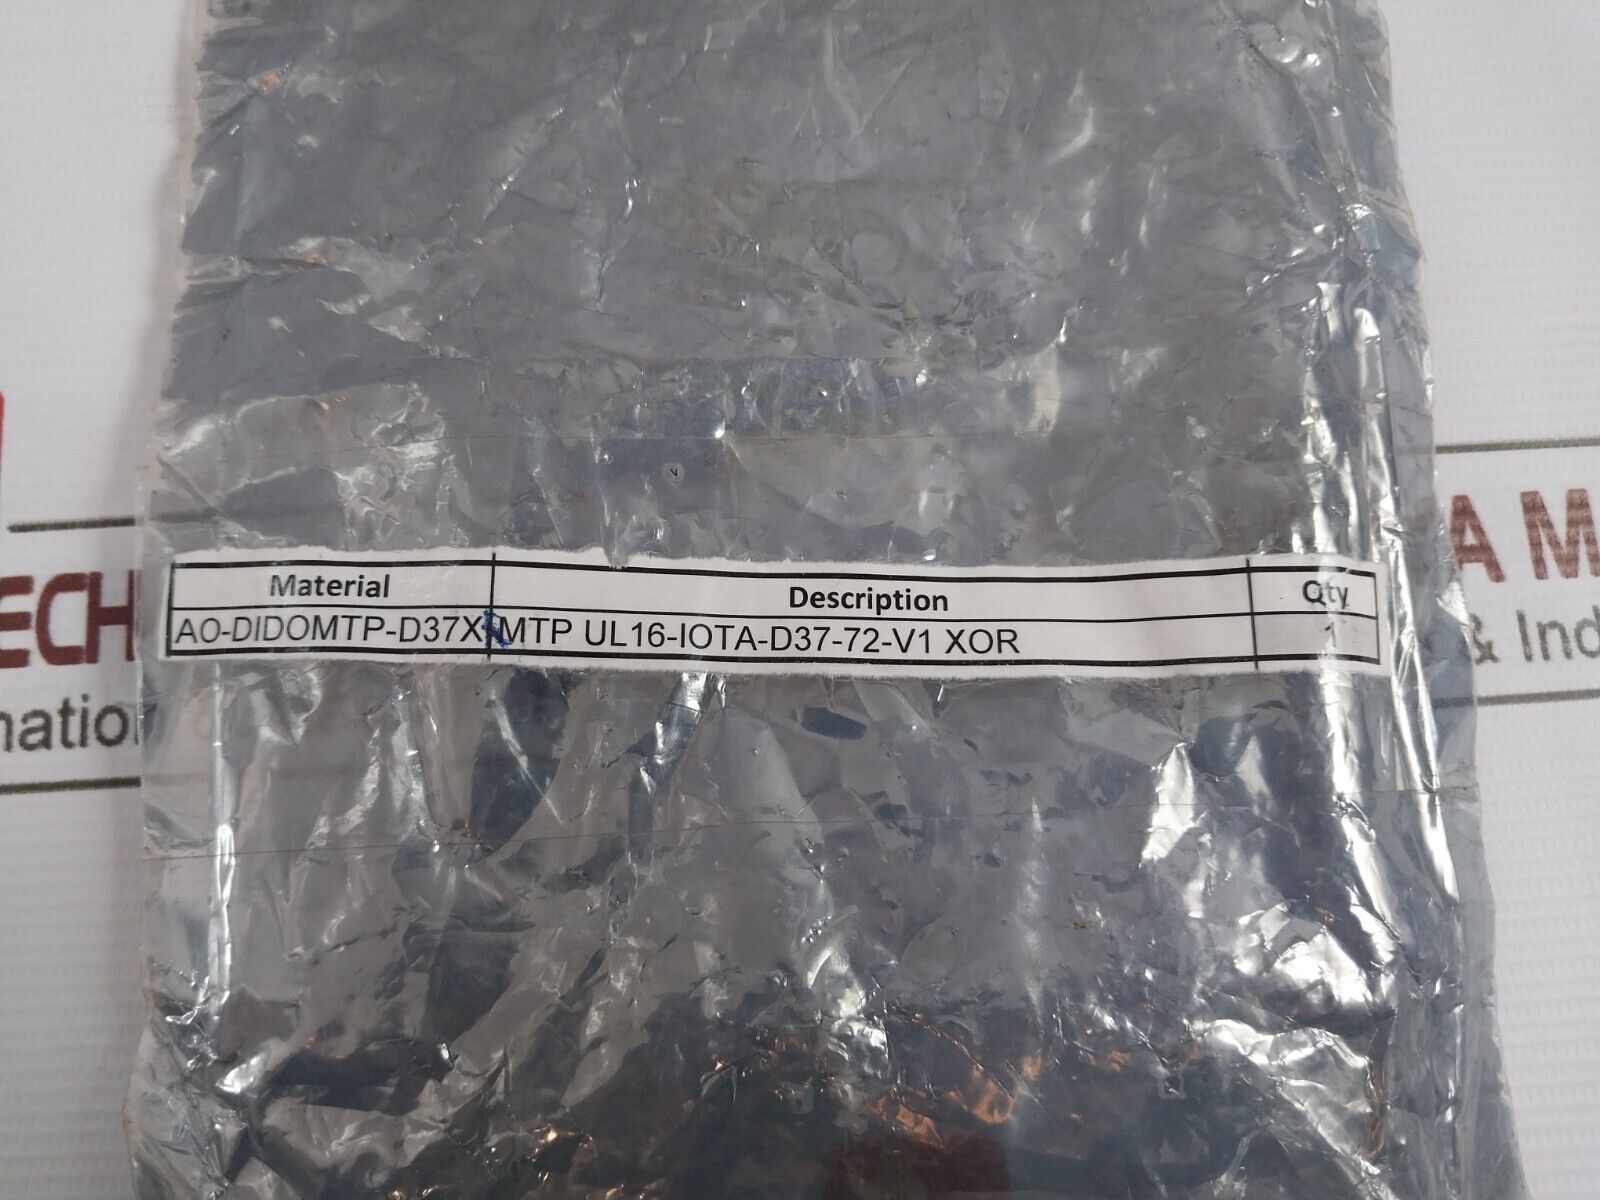 Material Description Qty
AO-DIDOMTP-D37X MTP UL16-IOTA-D37-72-V1 XOR 1
A M
ECH
& Ind
natio